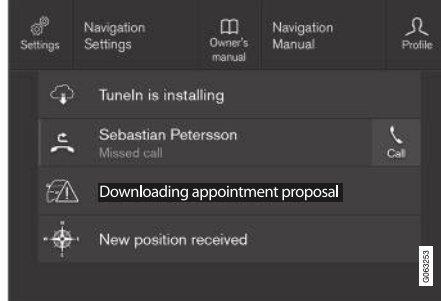 Settings
Navigation
Settings
Owner's
manual
Navigation
Manual
Profile
TuneIn is installing
Sebastian Petersson
Missed call
Call
Downloading appointment proposal
New position received
G063253